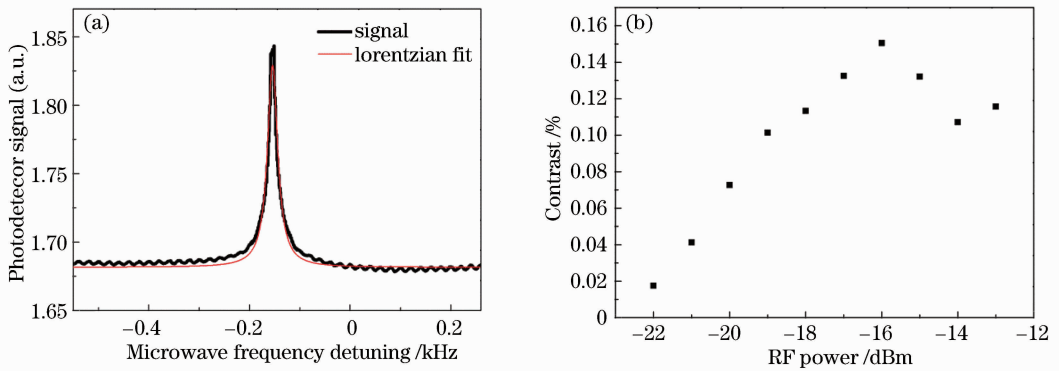 (a)
signal
lorentzian fit
Photodetecor signal (a.u.)
1.85
1.80
1.75
1.70
1.65
−0.4 −0.2 0 0.2
Microwave frequency detuning /kHz
(b)
Contrast /%
0.16
0.14
0.12
0.10
0.08
0.06
0.04
0.02
0
−22 −20 −18 −16 −14 −12
RF power /dBm